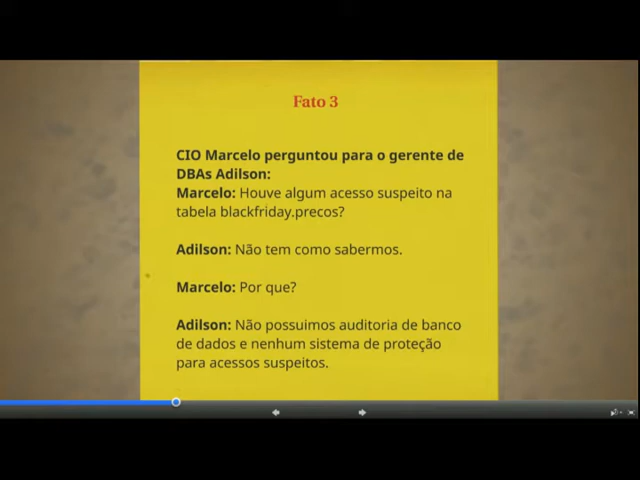 Fato 3
CIO Marcelo perguntou para o gerente de
DBAs Adilson:
Marcelo: Houve algum acesso suspeito na
tabela blackfriday.precos?
Adilson: Não tem como sabermos.
Marcelo: Por que?
Adilson: Não possuimos auditoria de banco
de dados e nenhum sistema de proteção
para acessos suspeitos.